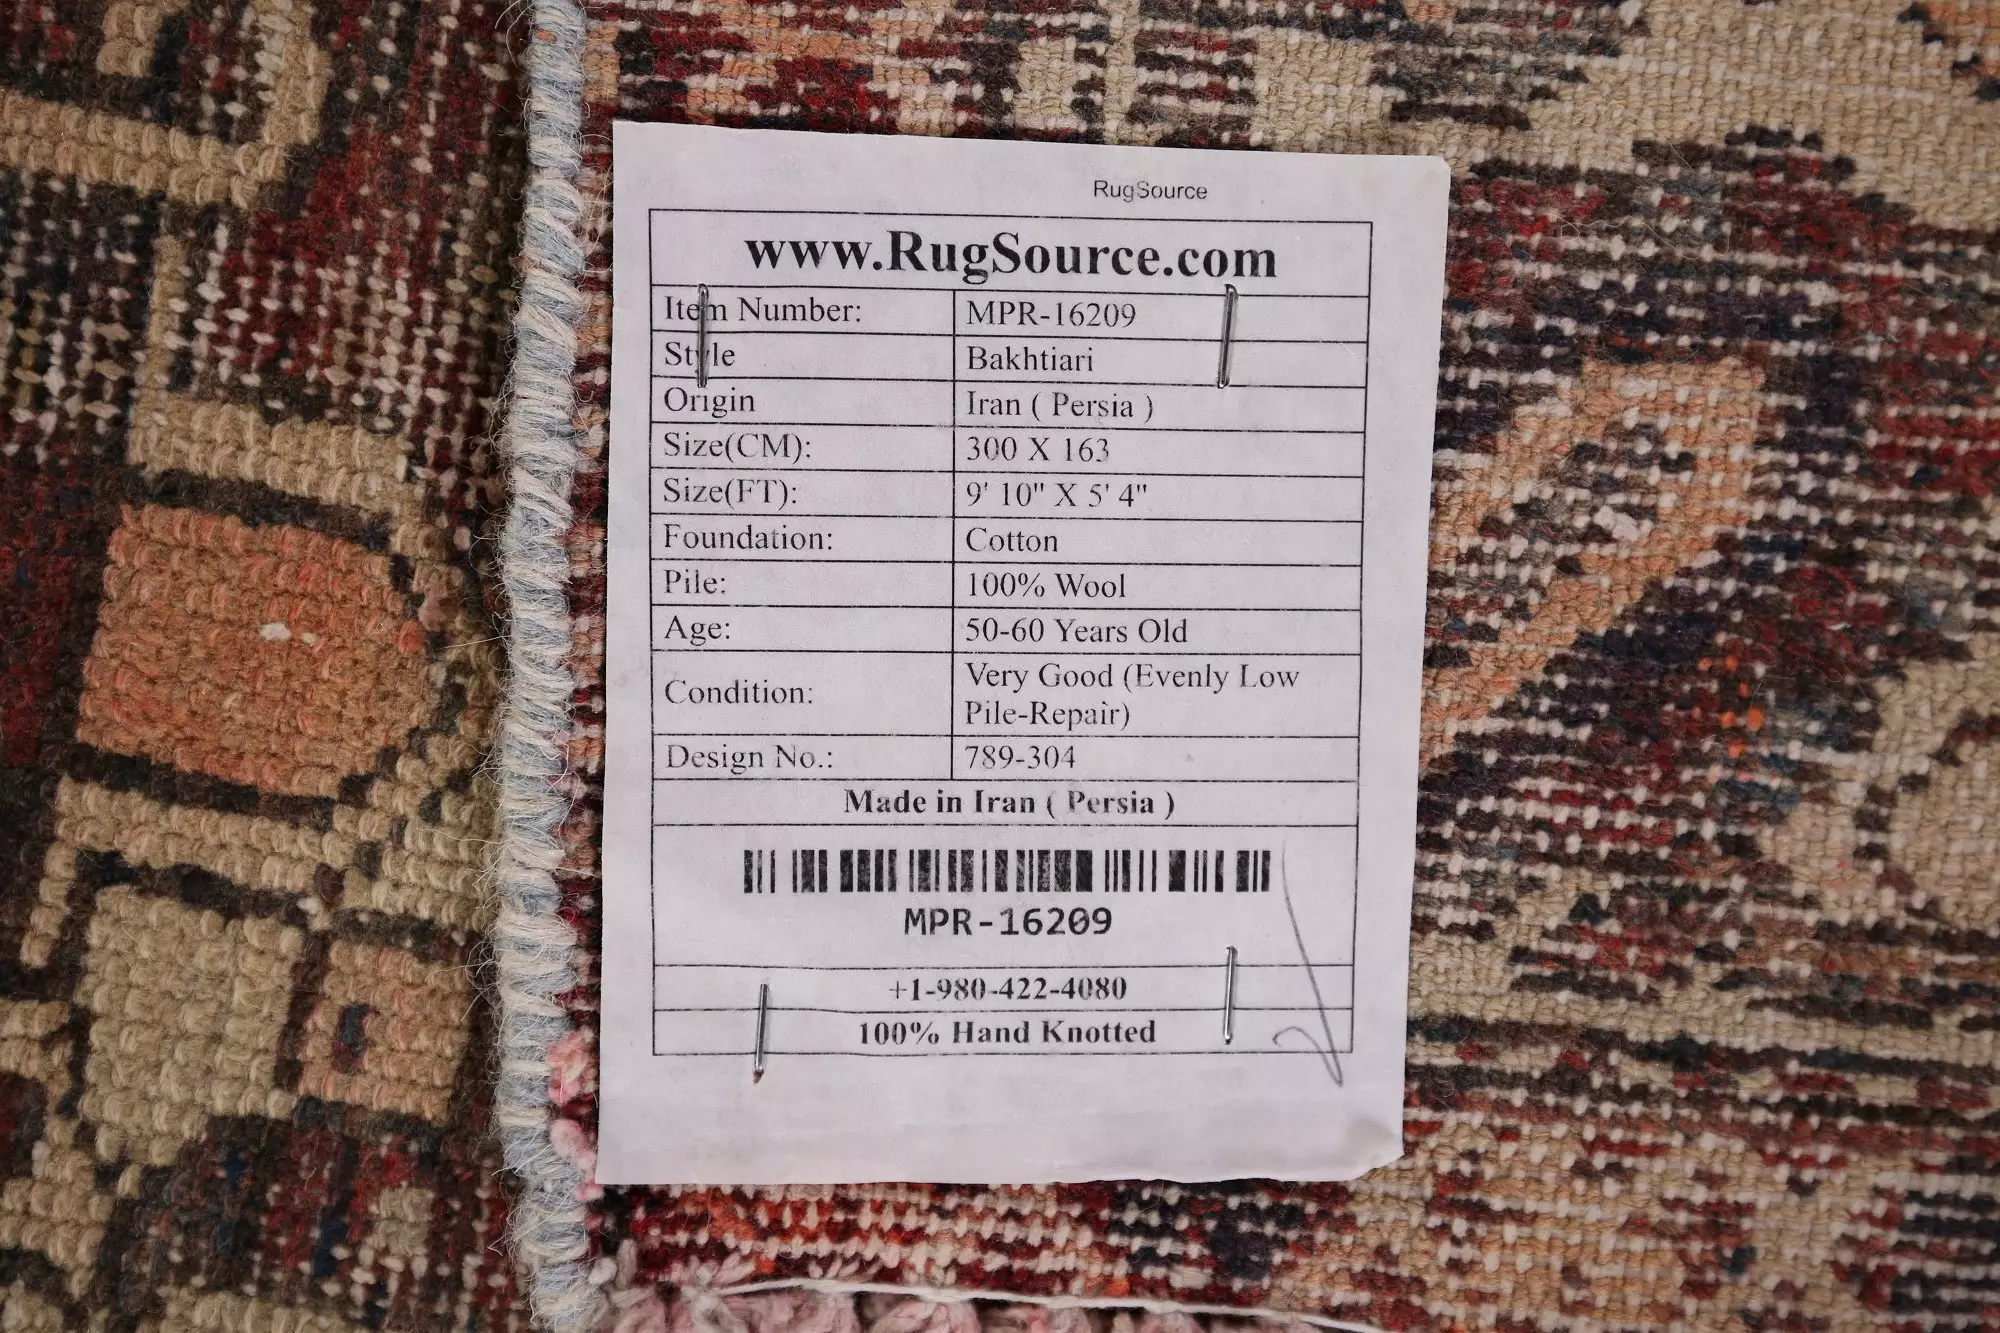 RugSource
www.RugSource.com
Item Number: MPR-16209
Style Bakhtiari
Origin Iran ( Persia )
Size(CM): 300 X 163
Size(FT): 9' 10" X 5' 4"
Foundation: Cotton
Pile: 100% Wool
Age: 50-60 Years Old
Condition: Very Good (Evenly Low
Pile-Repair)
Design No.: 789-304
Made in Iran ( Persia )
MPR-16209
+1-980-422-4080
100% Hand Knotted